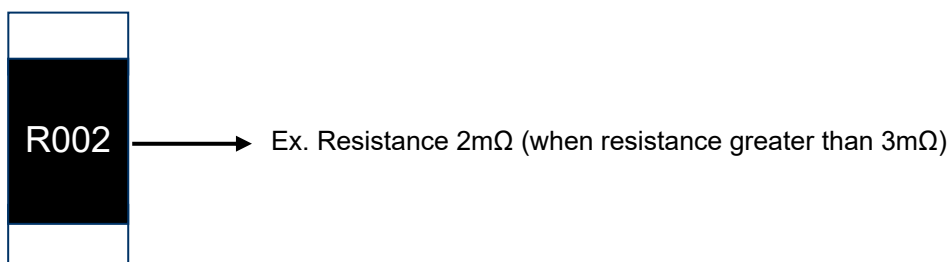 R002
Ex. Resistance 2mΩ (when resistance greater than 3mΩ)